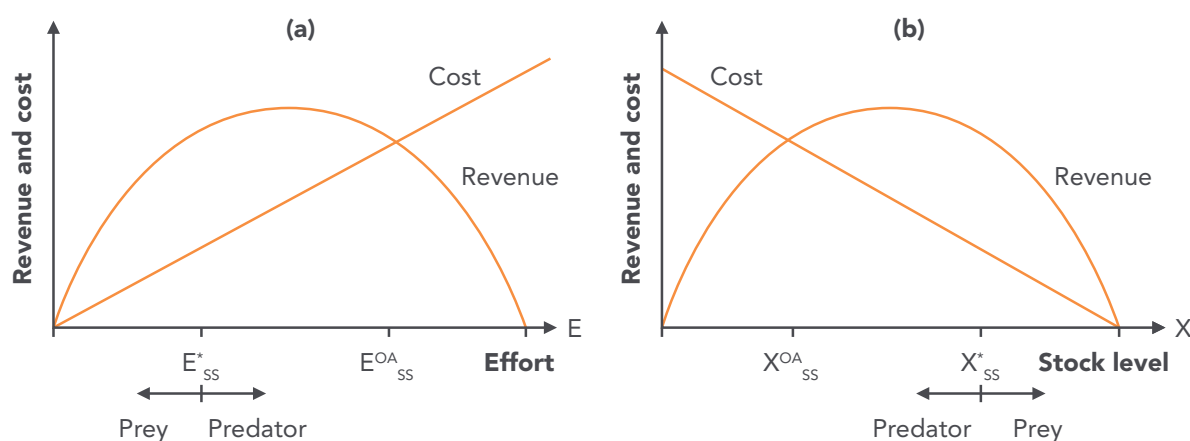 (a)
Revenue and cost
Cost
Revenue
E
E*SS
EOASS
Effort
Prey
Predator
(b)
Revenue and cost
Cost
Revenue
X
XOASS
X*SS
Stock level
Predator
Prey